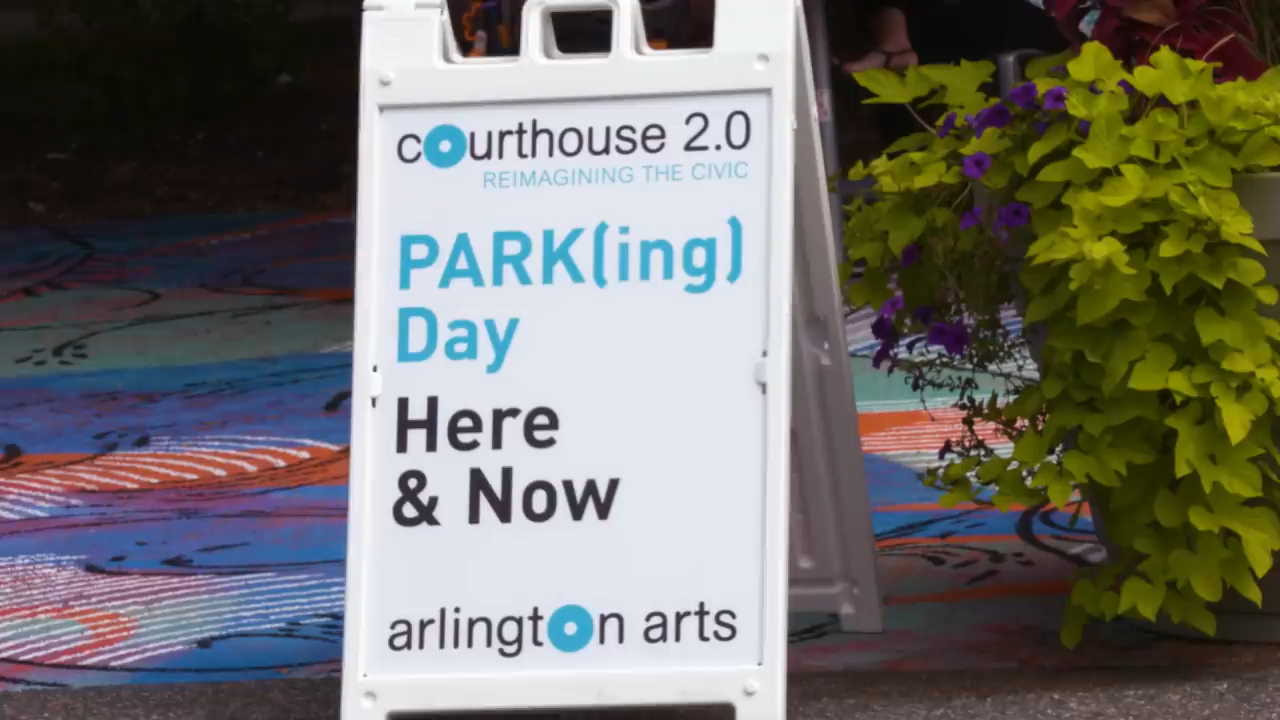 courthouse 2.0
REIMAGINING THE CIVIC
PARK(ing)
Day
Here
& Now
arlington arts